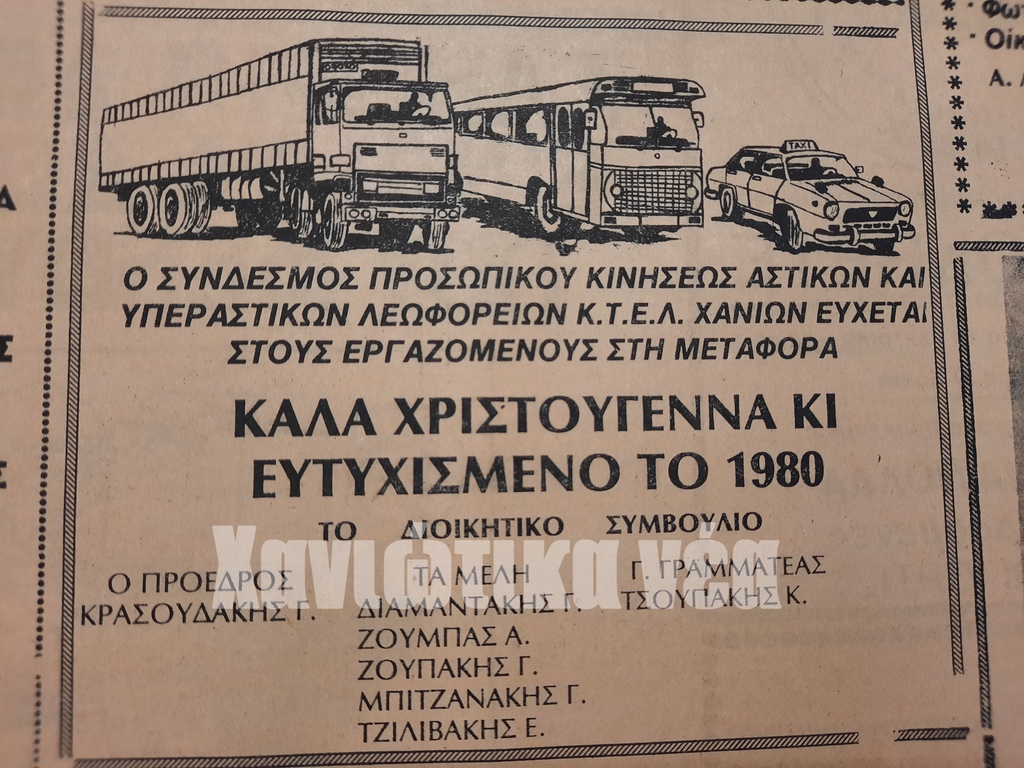 TAXI
Ο ΣΥΝΔΕΣΜΟΣ ΠΡΟΣΩΠΙΚΟΥ ΚΙΝΗΣΕΩΣ ΑΣΤΙΚΩΝ ΚΑΙ
ΥΠΕΡΑΣΤΙΚΩΝ ΛΕΩΦΟΡΕΙΩΝ Κ.Τ.Ε.Λ. ΧΑΝΙΩΝ ΕΥΧΕΤΑΙ
ΣΤΟΥΣ ΕΡΓΑΖΟΜΕΝΟΥΣ ΣΤΗ ΜΕΤΑΦΟΡΑ
ΚΑΛΑ ΧΡΙΣΤΟΥΓΕΝΝΑ ΚΙ
ΕΥΤΥΧΙΣΜΕΝΟ ΤΟ 1980
ΤΟ ΔΙΟΙΚΗΤΙΚΟ ΣΥΜΒΟΥΛΙΟ
Χανιώτικα νέα
Ο ΠΡΟΕΔΡΟΣ
ΚΡΑΣΟΥΔΑΚΗΣ Γ.
ΤΑ ΜΕΛΗ
ΔΙΑΜΑΝΤΑΚΗΣ Γ.
ΖΟΥΜΠΑΣ Α.
ΖΟΥΠΑΚΗΣ Γ.
ΜΠΙΤΖΑΝΑΚΗΣ Γ.
ΤΖΙΛΙΒΑΚΗΣ Ε.
Γ. ΓΡΑΜΜΑΤΕΑΣ
ΤΣΟΥΠΑΚΗΣ Κ.